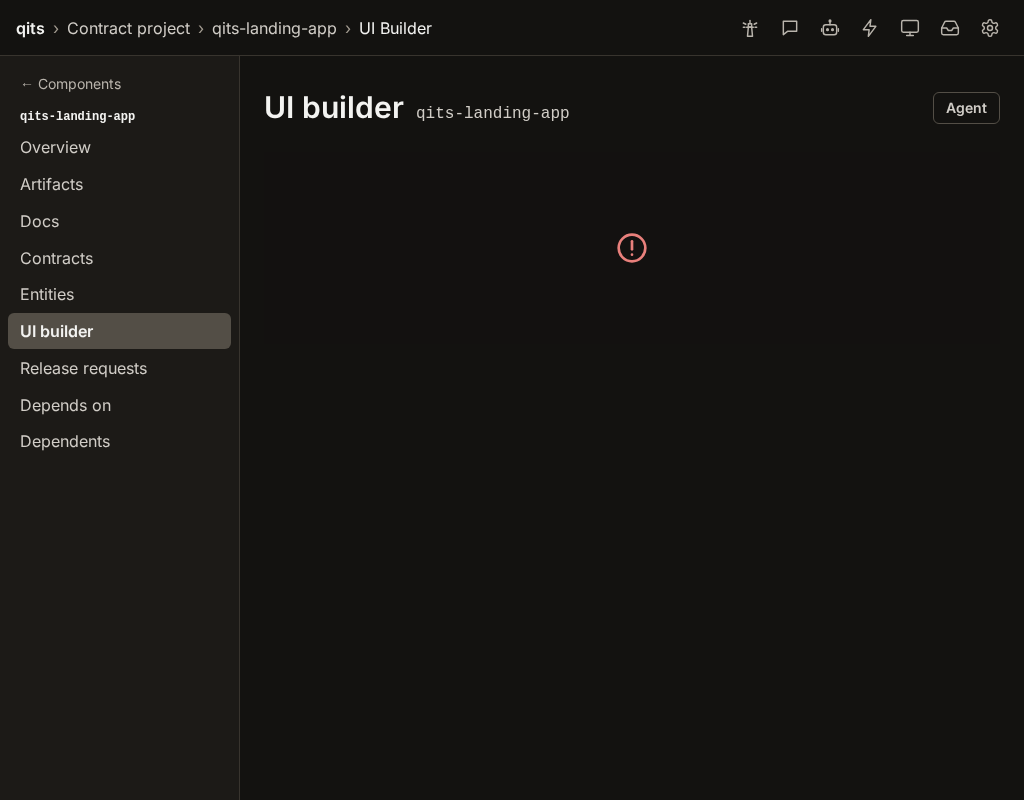 qits › Contract project › qits-landing-app › UI Builder
← Components
qits-landing-app
Overview
Artifacts
Docs
Contracts
Entities
UI builder
Release requests
Depends on
Dependents
UI builder qits-landing-app
Agent